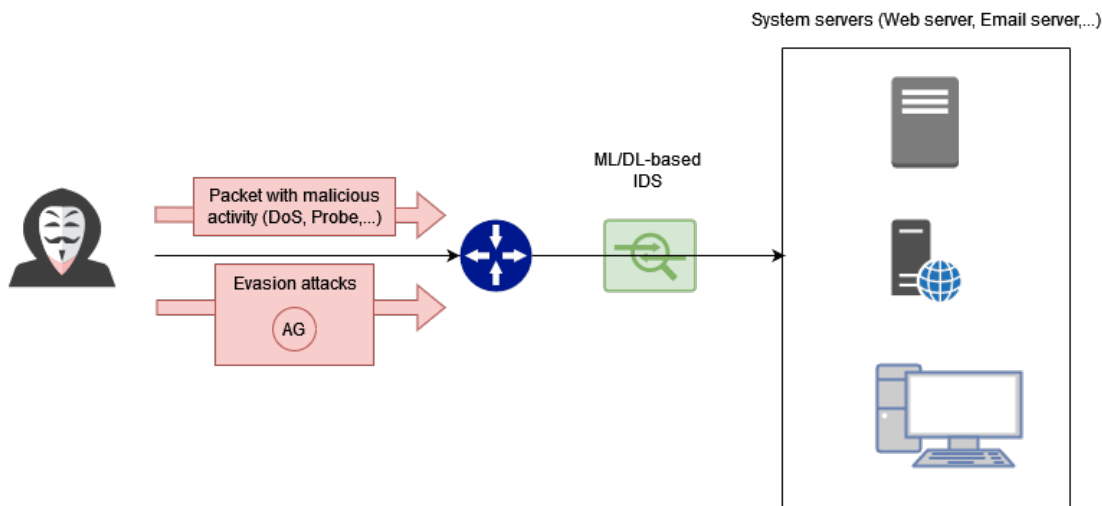 System servers (Web server, Email server,...)
ML/DL-based
IDS
Packet with malicious
activity (DoS, Probe,...)
Evasion attacks
AG